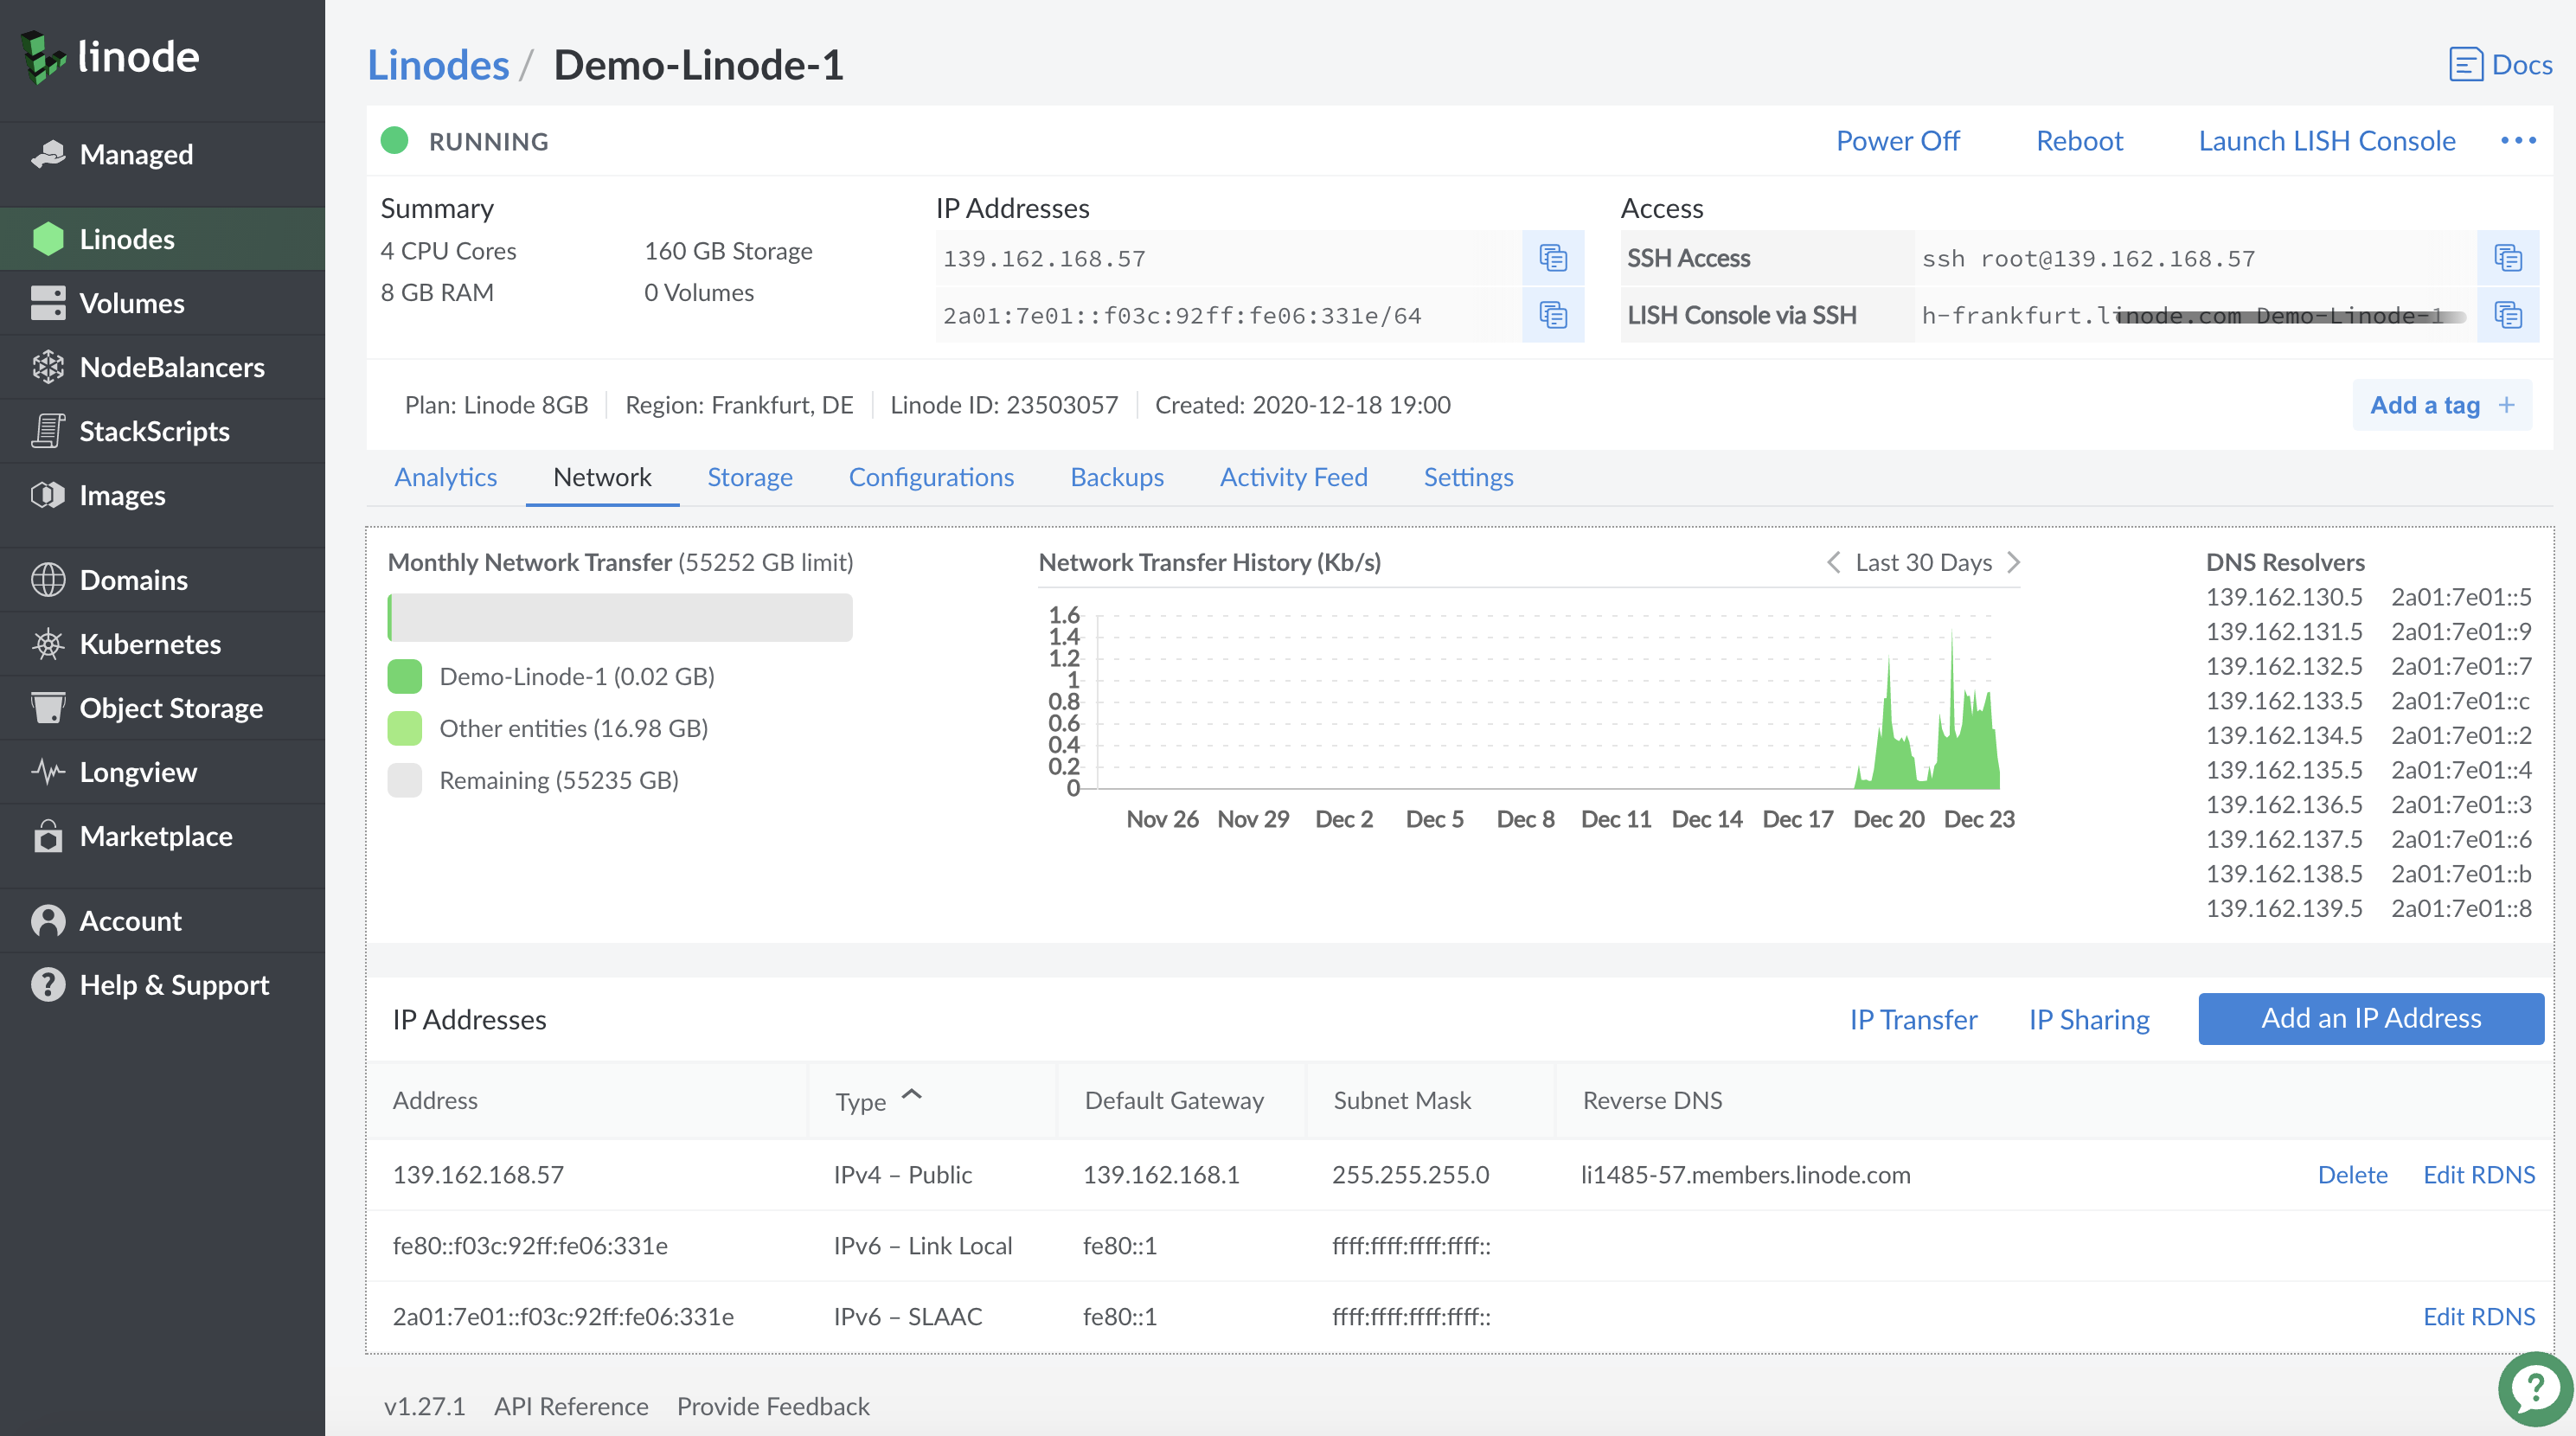 linode
Managed
Linodes
Volumes
NodeBalancers
StackScripts
Images
Domains
Kubernetes
Object Storage
Longview
Marketplace
Account
Help & Support
Linodes / Demo-Linode-1
Docs
RUNNING
Power Off Reboot Launch LISH Console
Summary
4 CPU Cores 160 GB Storage
8 GB RAM 0 Volumes
IP Addresses
139.162.168.57
2a01:7e01::f03c:92ff:fe06:331e/64
Access
SSH Access ssh root@139.162.168.57
LISH Console via SSH h-frankfurt.linode.com Demo-Linode-1
Plan: Linode 8GB Region: Frankfurt, DE Linode ID: 23503057 Created: 2020-12-18 19:00
Add a tag +
Analytics Network Storage Configurations Backups Activity Feed Settings
Monthly Network Transfer (55252 GB limit)
Demo-Linode-1 (0.02 GB)
Other entities (16.98 GB)
Remaining (55235 GB)
Network Transfer History (Kb/s) Last 30 Days
1.6
1.4
1.2
1
0.8
0.6
0.4
0.2
0
Nov 26 Nov 29 Dec 2 Dec 5 Dec 8 Dec 11 Dec 14 Dec 17 Dec 20 Dec 23
DNS Resolvers
139.162.130.5 2a01:7e01::5
139.162.131.5 2a01:7e01::9
139.162.132.5 2a01:7e01::7
139.162.133.5 2a01:7e01::c
139.162.134.5 2a01:7e01::2
139.162.135.5 2a01:7e01::4
139.162.136.5 2a01:7e01::3
139.162.137.5 2a01:7e01::6
139.162.138.5 2a01:7e01::b
139.162.139.5 2a01:7e01::8
IP Addresses
IP Transfer IP Sharing Add an IP Address
Address Type Default Gateway Subnet Mask Reverse DNS
139.162.168.57 IPv4 – Public 139.162.168.1 255.255.255.0 li1485-57.members.linode.com Delete Edit RDNS
fe80::f03c:92ff:fe06:331e IPv6 – Link Local fe80::1 ffff:ffff:ffff:ffff::
2a01:7e01::f03c:92ff:fe06:331e IPv6 – SLAAC fe80::1 ffff:ffff:ffff:ffff:: Edit RDNS
v1.27.1 API Reference Provide Feedback